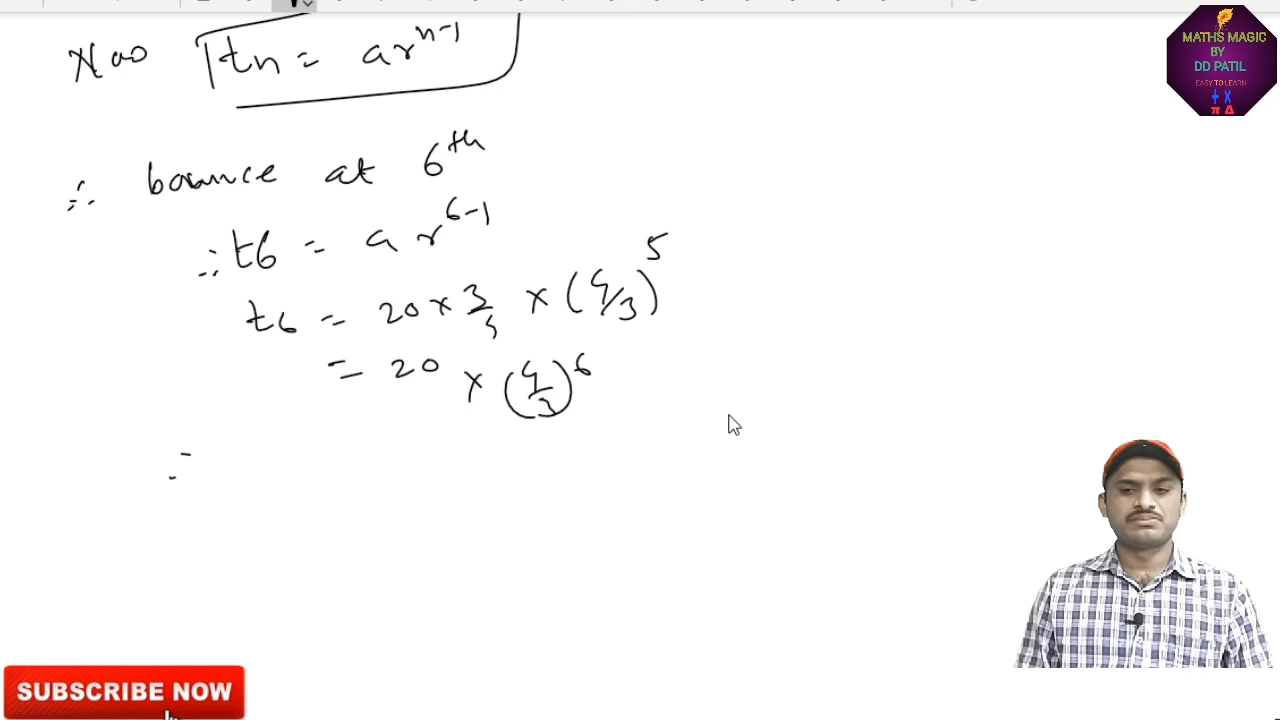 Now tn = ar^n-1
MATHS MAGIC
BY
DD PATIL
EASY TO LEARN
+ X
π Δ
∴ bounce at 6th
∴ t6 = a r^6-1
t6 = 20 × 3/4 × (4/3)^5
= 20 × (4/3)^6
∴
SUBSCRIBE NOW